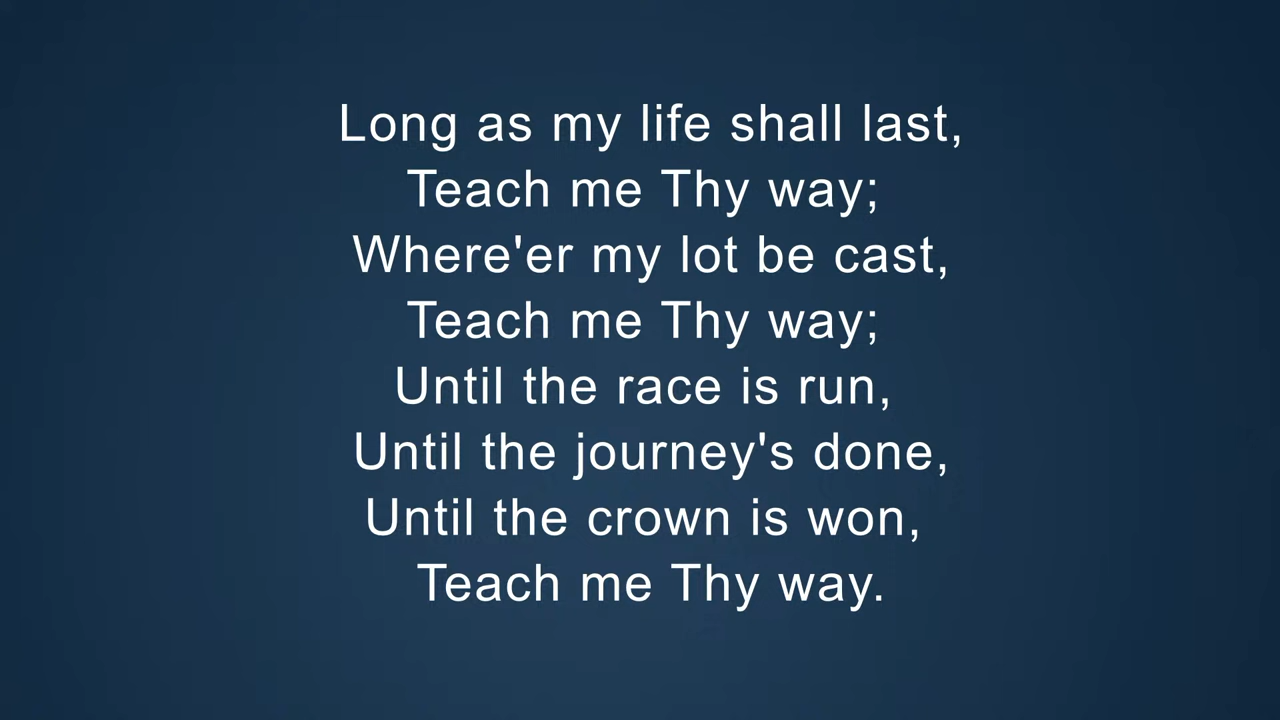 Long as my life shall last,
Teach me Thy way;
Where'er my lot be cast,
Teach me Thy way;
Until the race is run,
Until the journey's done,
Until the crown is won,
Teach me Thy way.